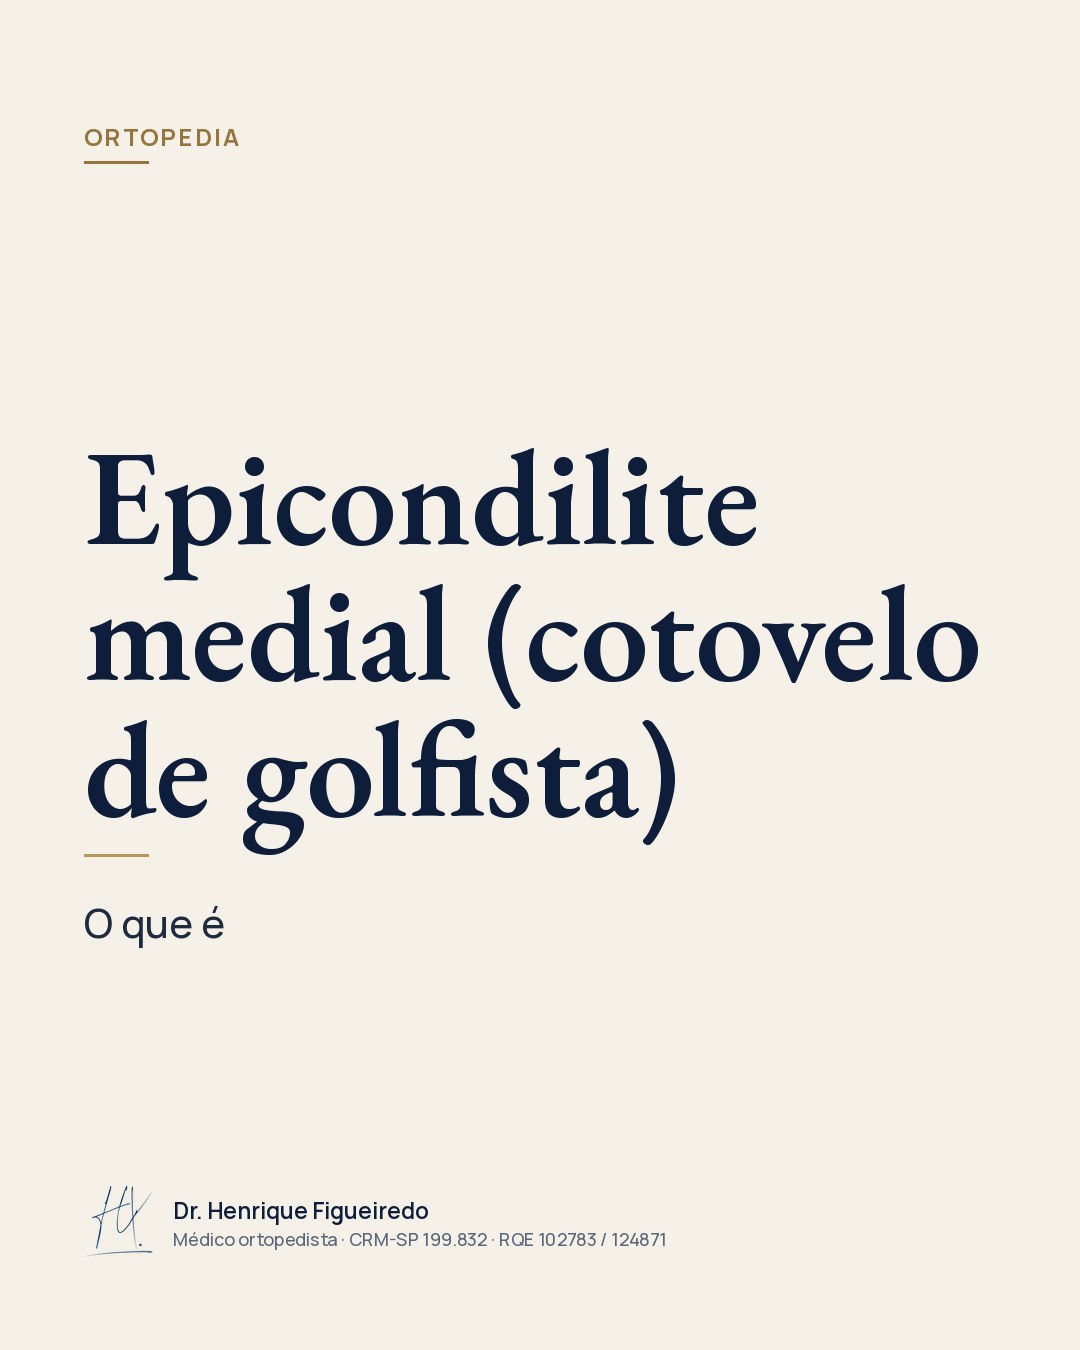 ORTOPEDIA
Epicondilite
medial (cotovelo
de golfista)
O que é
Dr. Henrique Figueiredo
Médico ortopedista · CRM-SP 199.832 · RQE 102783 / 124871